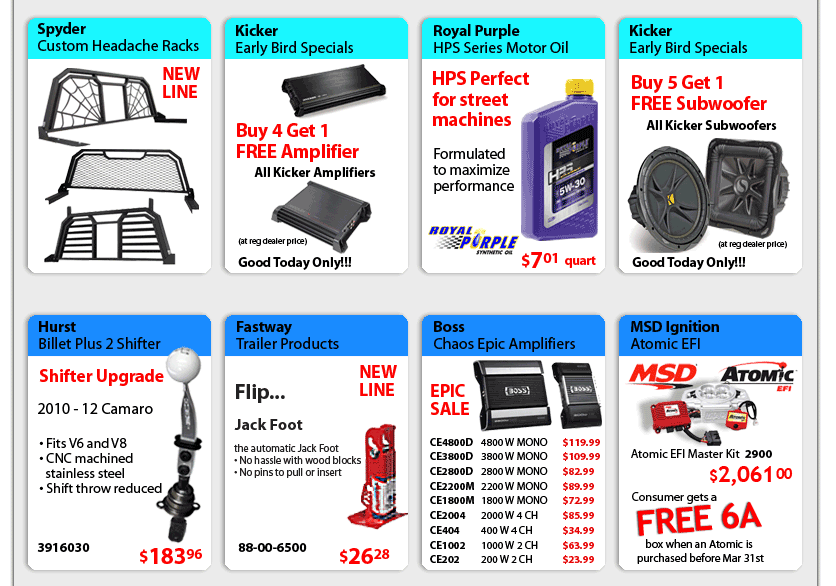 Spyder
Custom Headache Racks
NEW
LINE
Kicker
Early Bird Specials
Buy 4 Get 1
FREE Amplifier
All Kicker Amplifiers
(at reg dealer price)
Good Today Only!!!
Royal Purple
HPS Series Motor Oil
HPS Perfect
for street
machines
Formulated
to maximize
performance
ROYAL PURPLE
HPS
5W-30
ROYAL
PURPLE
SYNTHETIC OIL
$7 01 quart
Kicker
Early Bird Specials
Buy 5 Get 1
FREE Subwoofer
All Kicker Subwoofers
(at reg dealer price)
Good Today Only!!!
Hurst
Billet Plus 2 Shifter
Shifter Upgrade
2010 - 12 Camaro
• Fits V6 and V8
• CNC machined
stainless steel
• Shift throw reduced
3916030
$183 96
Fastway
Trailer Products
NEW
LINE
Flip...
Jack Foot
the automatic Jack Foot
• No hassle with wood blocks
• No pins to pull or insert
88-00-6500
$26 28
Boss
Chaos Epic Amplifiers
EPIC
SALE
BOSS
CE4800D 4800 W MONO $119.99
CE3800D 3800 W MONO $109.99
CE2800D 2800 W MONO $82.99
CE2200M 2200 W MONO $89.99
CE1800M 1800 W MONO $72.99
CE2004 2000 W 4 CH $85.99
CE404 400 W 4 CH $34.99
CE1002 1000 W 2 CH $63.99
CE202 200 W 2 CH $23.99
MSD Ignition
Atomic EFI
MSD ATOMIC
EFI
Atomic EFI Master Kit 2900
$2,061 00
Consumer gets a
FREE 6A
box when an Atomic is
purchased before Mar 31st